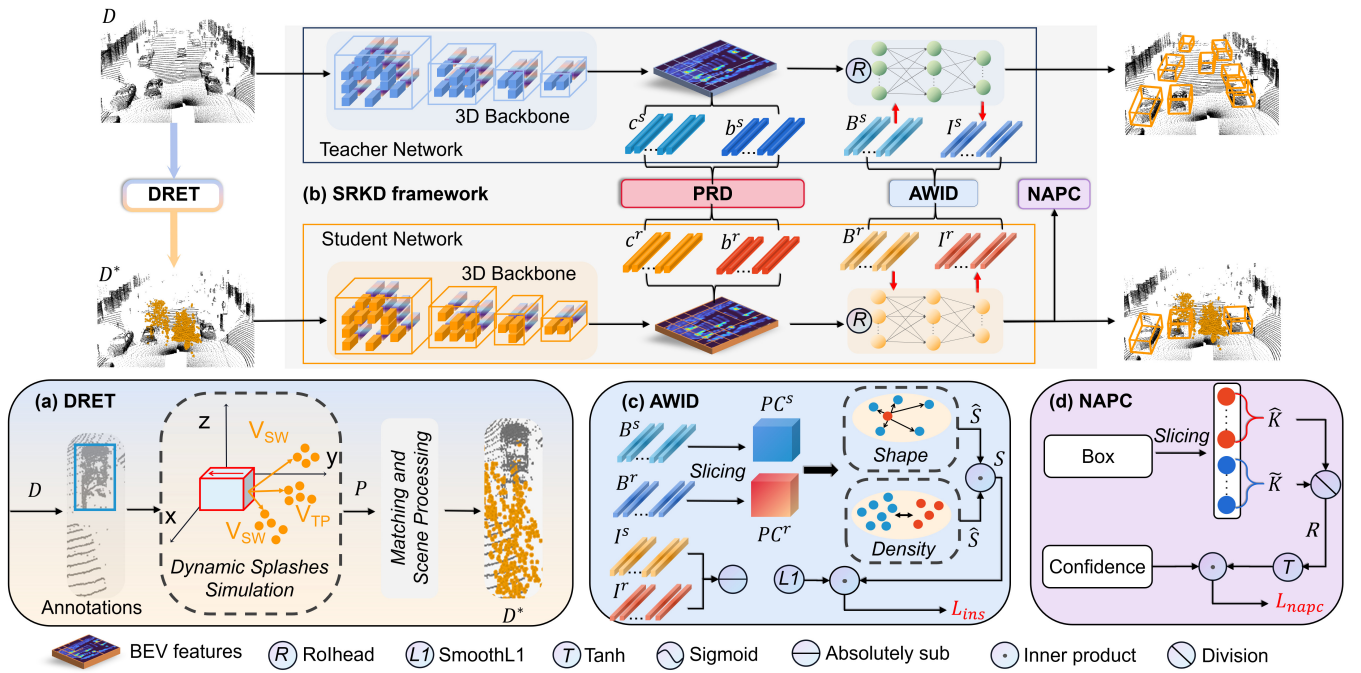 D
3D Backbone
R
c^s
b^s
B^s
I^s
Teacher Network
DRET
(b) SRKD framework
PRD
AWID
NAPC
Student Network
c^r
b^r
B^r
I^r
D*
3D Backbone
R
(a) DRET
D
Annotations
Z
y
x
V_SW
V_TP
V_SW
Dynamic Splashes
Simulation
P
Matching and
Scene Processing
D*
(c) AWID
B^s
B^r
I^s
I^r
Slicing
PC^s
PC^r
Shape
Density
Ŝ
Ŝ
S
L1
L_ins
(d) NAPC
Box
Slicing
K̂
K̃
R
Confidence
T
L_napc
BEV features
R RoIhead
L1 SmoothL1
T Tanh
Sigmoid
Absolutely sub
Inner product
Division